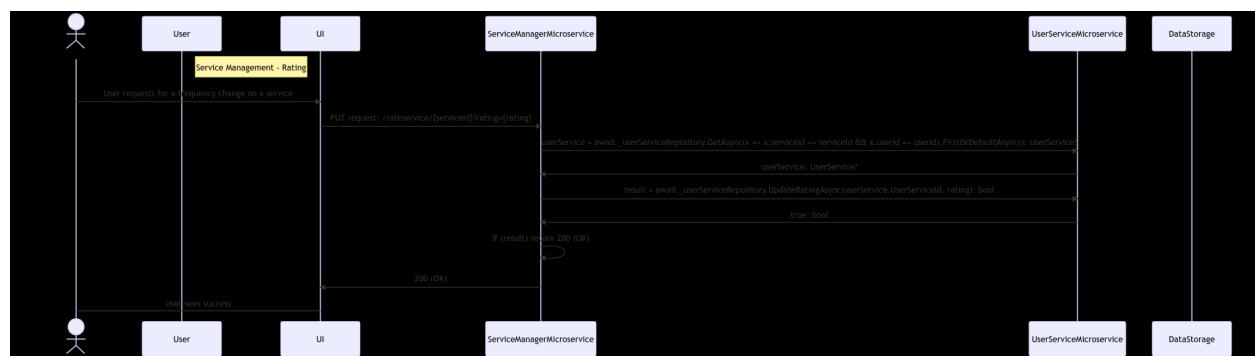 User
UI
ServiceManagerMicroservice
UserServiceMicroservice
DataStorage
Service Management - Rating
User requests for a frequency change on a service
PUT request: /rateservice/[serviceId]?rating=[rating]
userService = await _userServiceRepository.GetAsync(x => x.serviceId == serviceId && x.userId == userId).FirstOrDefaultAsync(): UserService?
userService: UserService?
result = await _userServiceRepository.UpdateRatingAsync(userService.UserServiceId, rating): bool
true: bool
If (result) return 200 (OK)
200 (OK)
User sees success
User
UI
ServiceManagerMicroservice
UserServiceMicroservice
DataStorage